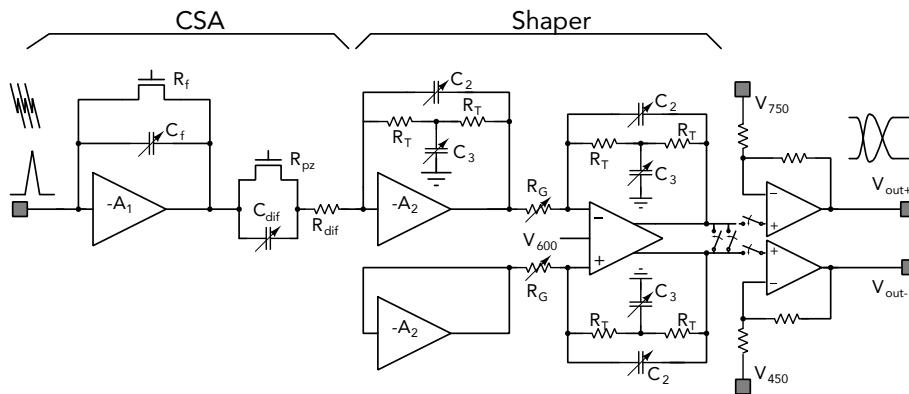 CSA
Shaper
R_f
C_f
-A_1
R_pz
C_dif
R_dif
C_2
R_T
R_T
C_3
-A_2
-A_2
R_G
V_600
R_G
C_2
R_T
R_T
C_3
−
+
C_3
R_T
R_T
C_2
V_750
−
+
V_out+
+
−
V_out-
V_450